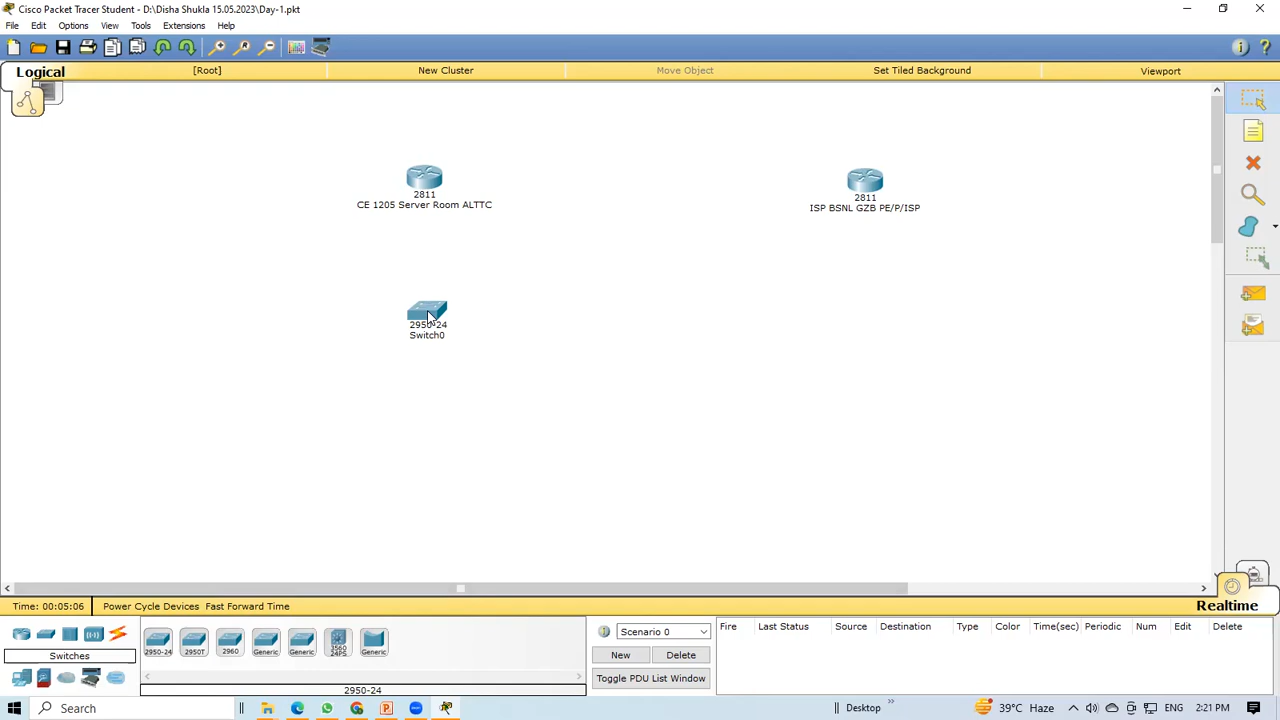 Cisco Packet Tracer Student - D:\Disha Shukla 15.05.2023\Day-1.pkt
File Edit Options View Tools Extensions Help
Logical [Root] New Cluster Move Object Set Tiled Background Viewport
2811
CE 1205 Server Room ALTTC
2811
ISP BSNL GZB PE/P/ISP
2950-24
Switch0
Time: 00:05:06 Power Cycle Devices Fast Forward Time Realtime
Switches
2950-24 2950T 2960 Generic Generic 3560 24PS Generic
2950-24
Scenario 0
New Delete
Toggle PDU List Window
Fire Last Status Source Destination Type Color Time(sec) Periodic Num Edit Delete
Search Desktop 39°C Haze ENG 2:21 PM